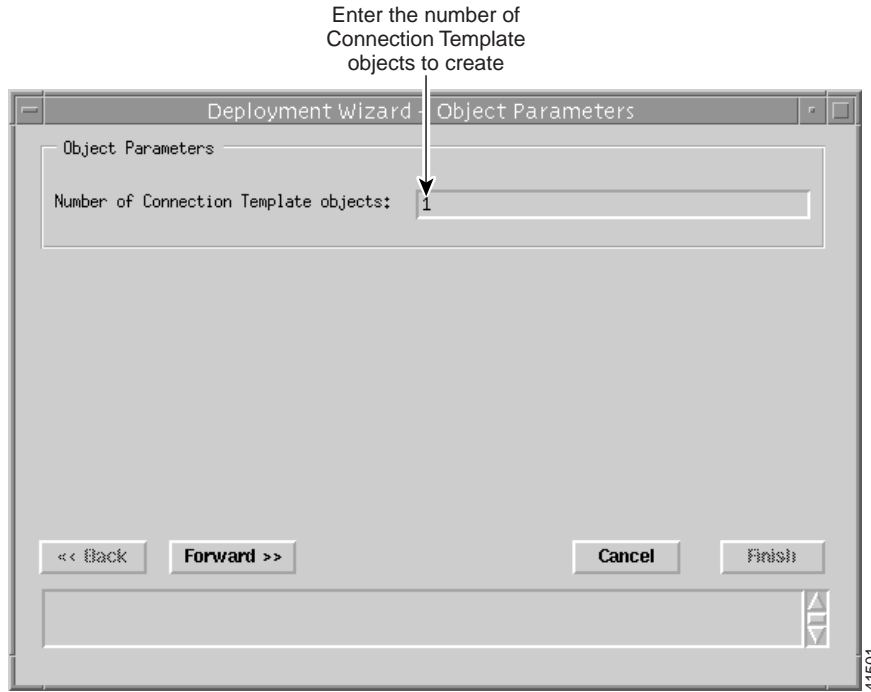 Enter the number of
Connection Template
objects to create
Deployment Wizard - Object Parameters
Object Parameters
Number of Connection Template objects:
1
<< Back
Forward >>
Cancel
Finish
41591